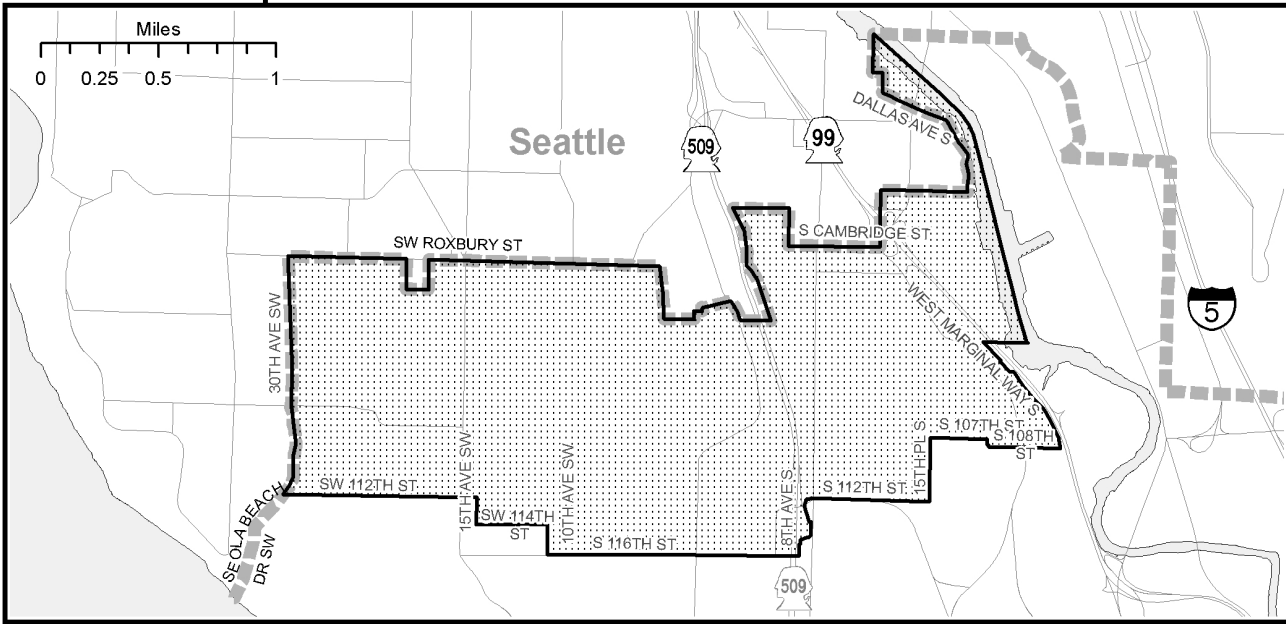 Miles
0 0.25 0.5 1
Seattle
509
99
DALLAS AVE S
S CAMBRIDGE ST
SW ROXBURY ST
5
WEST MARGINAL WAY S
30TH AVE SW
S 107TH ST
S 108TH
ST
15TH PL S
SW 112TH ST
15TH AVE SW
SW 114TH
ST
10TH AVE SW
S 116TH ST
8TH AVE S
S 112TH ST
SEOLA BEACH
DR SW
509